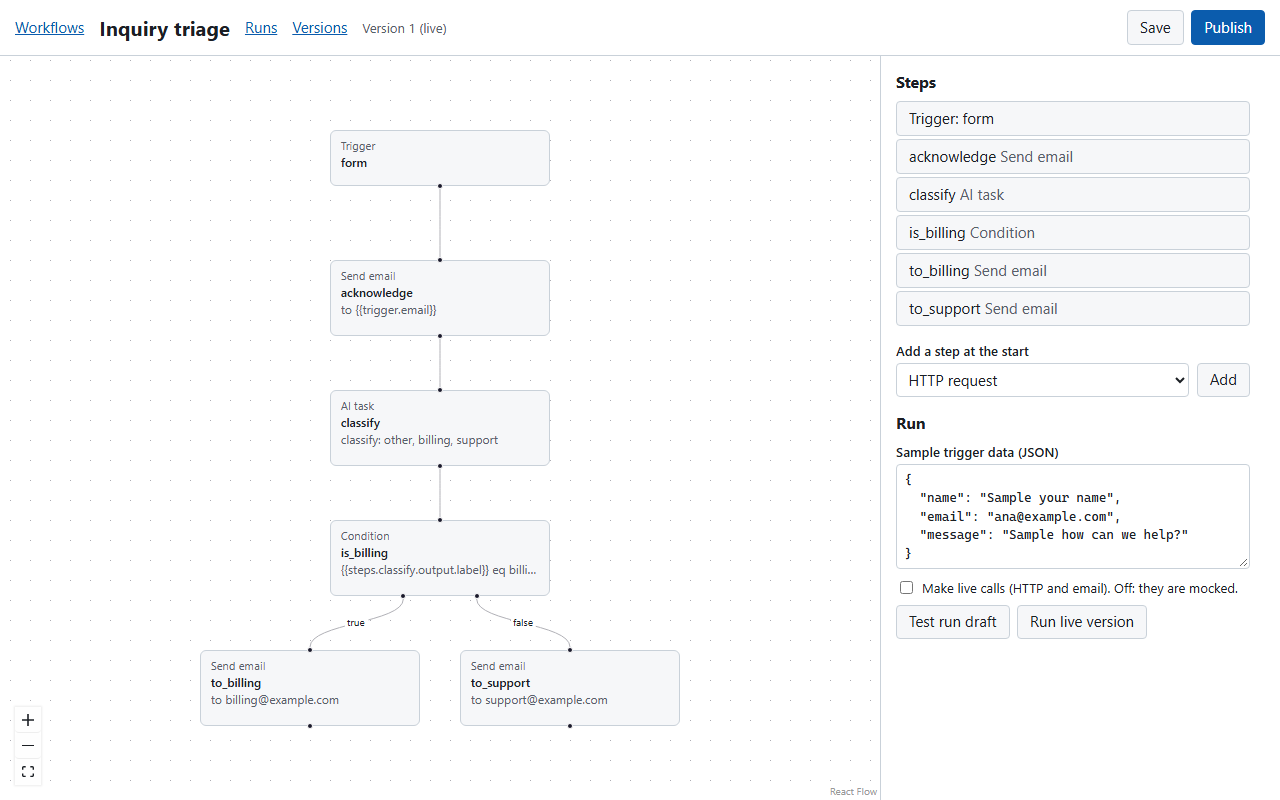 Workflows Inquiry triage Runs Versions Version 1 (live) Save Publish
Trigger
form
Send email
acknowledge
to {{trigger.email}}
AI task
classify
classify: other, billing, support
Condition
is_billing
{{steps.classify.output.label}} eq billi...
true false
Send email
to_billing
to billing@example.com
Send email
to_support
to support@example.com
React Flow
Steps
Trigger: form
acknowledge Send email
classify AI task
is_billing Condition
to_billing Send email
to_support Send email
Add a step at the start
HTTP request Add
Run
Sample trigger data (JSON)
{
"name": "Sample your name",
"email": "ana@example.com",
"message": "Sample how can we help?"
}
Make live calls (HTTP and email). Off: they are mocked.
Test run draft Run live version